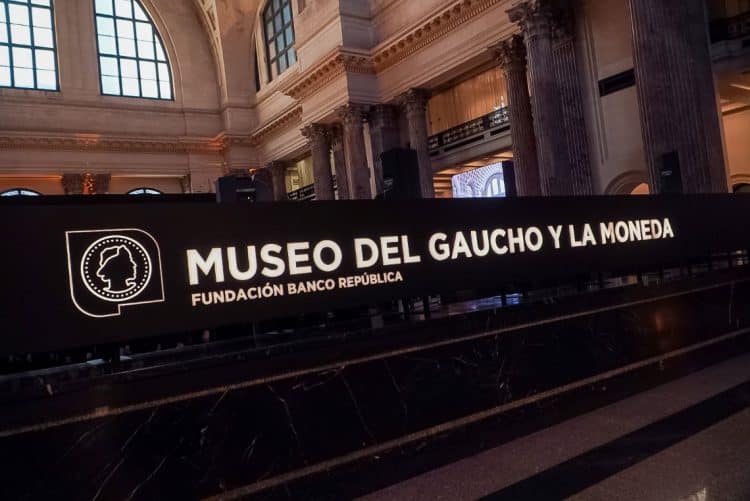 MUSEO DEL GAUCHO Y LA MONEDA
FUNDACIÓN BANCO REPÚBLICA